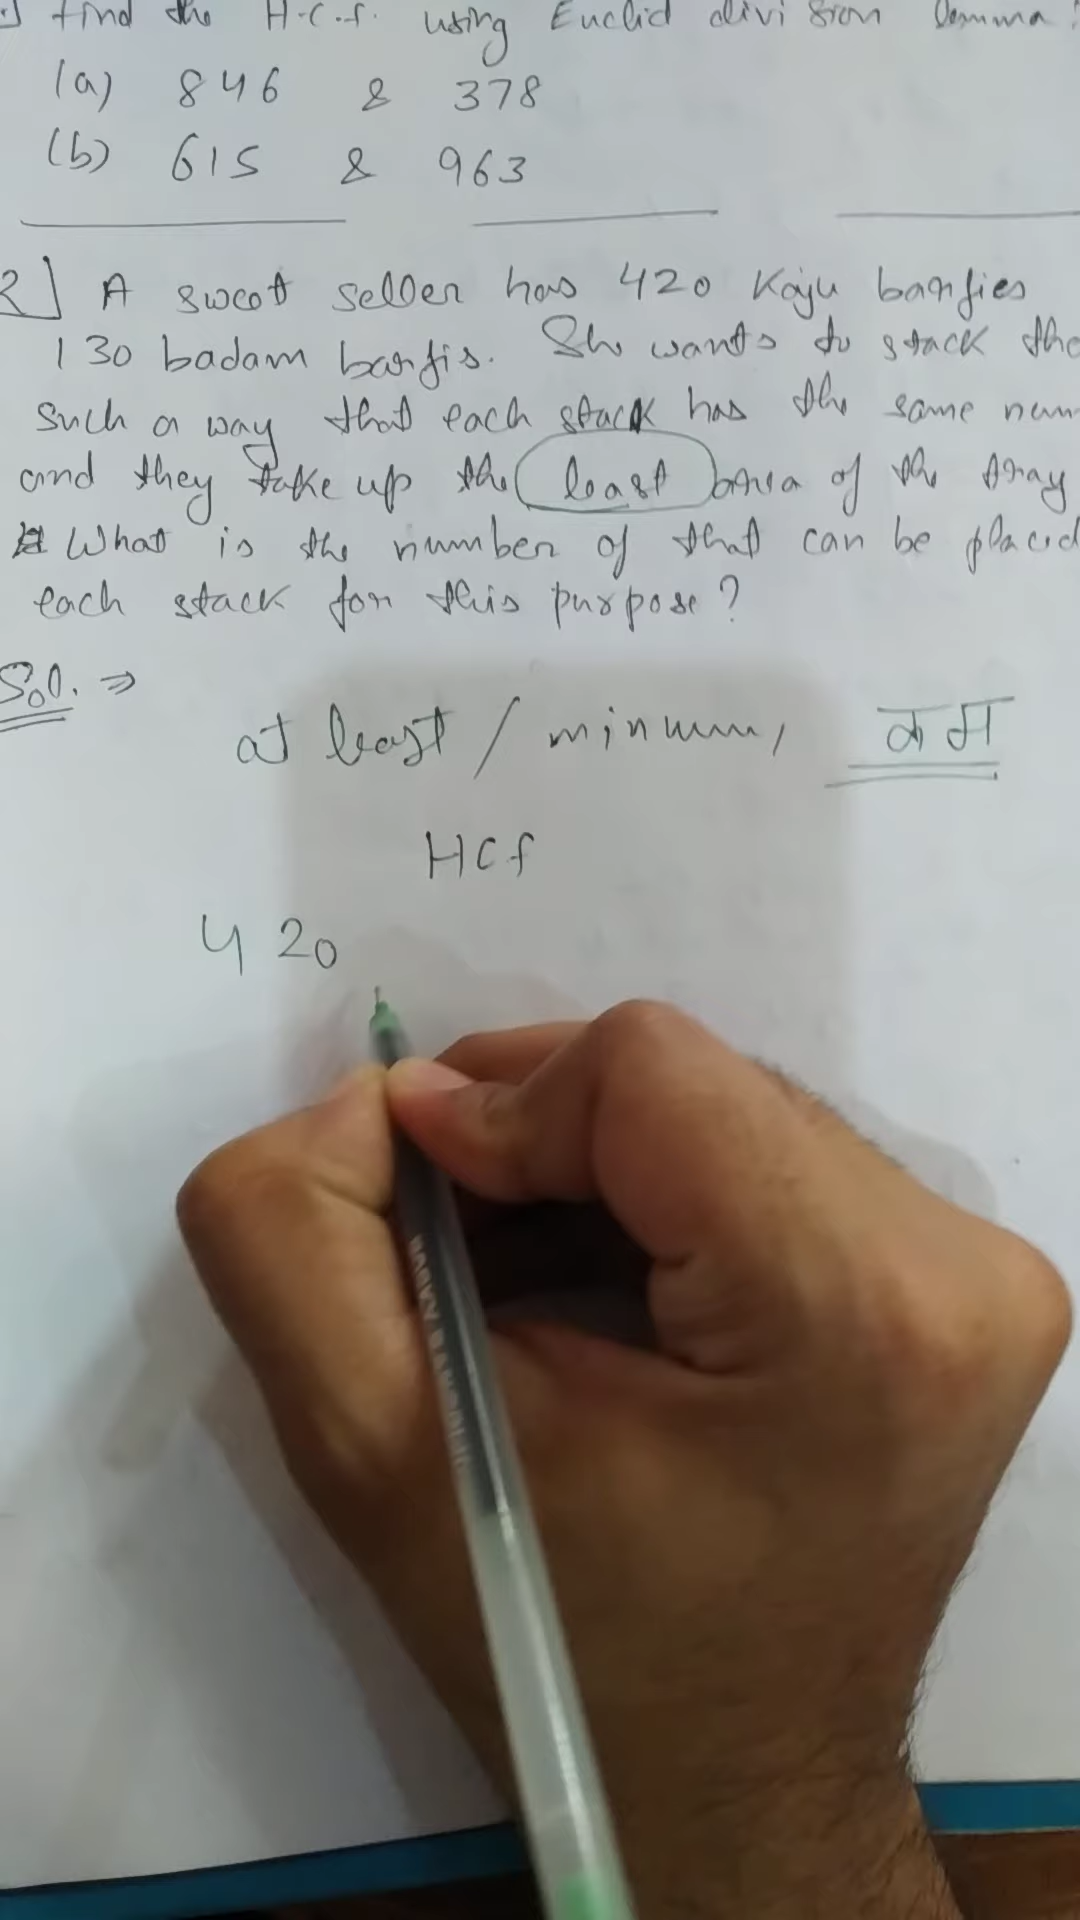 find the H.C.f. using Euclid division lemma
(a) 846 & 378
(b) 615 & 963
2] A sweet seller has 420 Kaju barfies
130 badam barfis. She wants to stack the
such a way that each stack has the same num
and they take up the least area of the tray
What is the number of that can be placed
each stack for this purpose?
Sol. ⇒
at least / minimum, कम
HCf
420